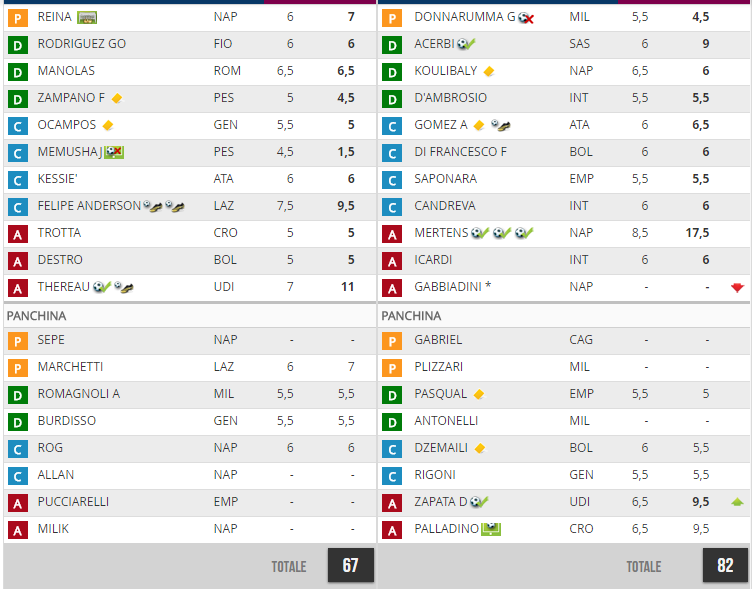 P REINA NAP 6 7
D RODRIGUEZ GO FIO 6 6
D MANOLAS ROM 6,5 6,5
D ZAMPANO F PES 5 4,5
C OCAMPOS GEN 5,5 5
C MEMUSHAJ PES 4,5 1,5
C KESSIE' ATA 6 6
C FELIPE ANDERSON LAZ 7,5 9,5
A TROTTA CRO 5 5
A DESTRO BOL 5 5
A THEREAU UDI 7 11
PANCHINA
P SEPE NAP - -
P MARCHETTI LAZ 6 7
D ROMAGNOLI A MIL 5,5 5,5
D BURDISSO GEN 5,5 5,5
C ROG NAP 6 6
C ALLAN NAP - -
A PUCCIARELLI EMP - -
A MILIK NAP - -
TOTALE 67
P DONNARUMMA G MIL 5,5 4,5
D ACERBI SAS 6 9
D KOULIBALY NAP 6,5 6
D D'AMBROSIO INT 5,5 5,5
C GOMEZ A ATA 6 6,5
C DI FRANCESCO F BOL 6 6
C SAPONARA EMP 5,5 5,5
C CANDREVA INT 6 6
A MERTENS NAP 8,5 17,5
A ICARDI INT 6 6
A GABBIADINI * NAP - -
PANCHINA
P GABRIEL CAG - -
P PLIZZARI MIL - -
D PASQUAL EMP 5,5 5
D ANTONELLI MIL - -
C DZEMAILI BOL 6 5,5
C RIGONI GEN 5,5 5,5
A ZAPATA D UDI 6,5 9,5
A PALLADINO CRO 6,5 9,5
TOTALE 82